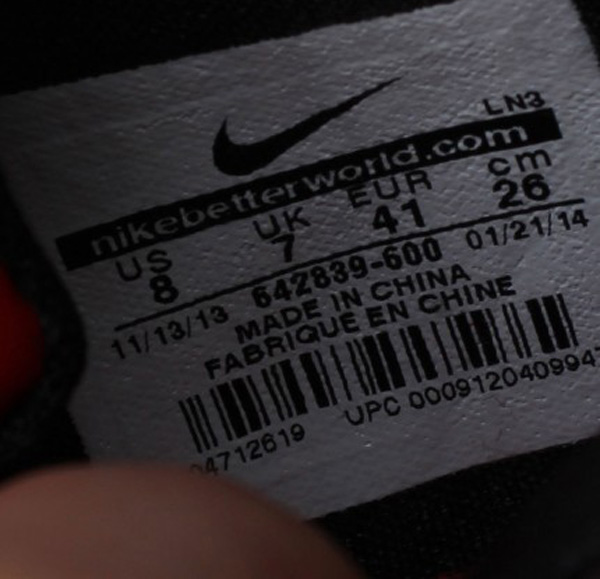 LN3
nikebetterworld.com
US UK EUR cm
8 7 41 26
11/13/13 642839-600 01/21/14
MADE IN CHINA
FABRIQUE EN CHINE
04712619 UPC 0009120409947